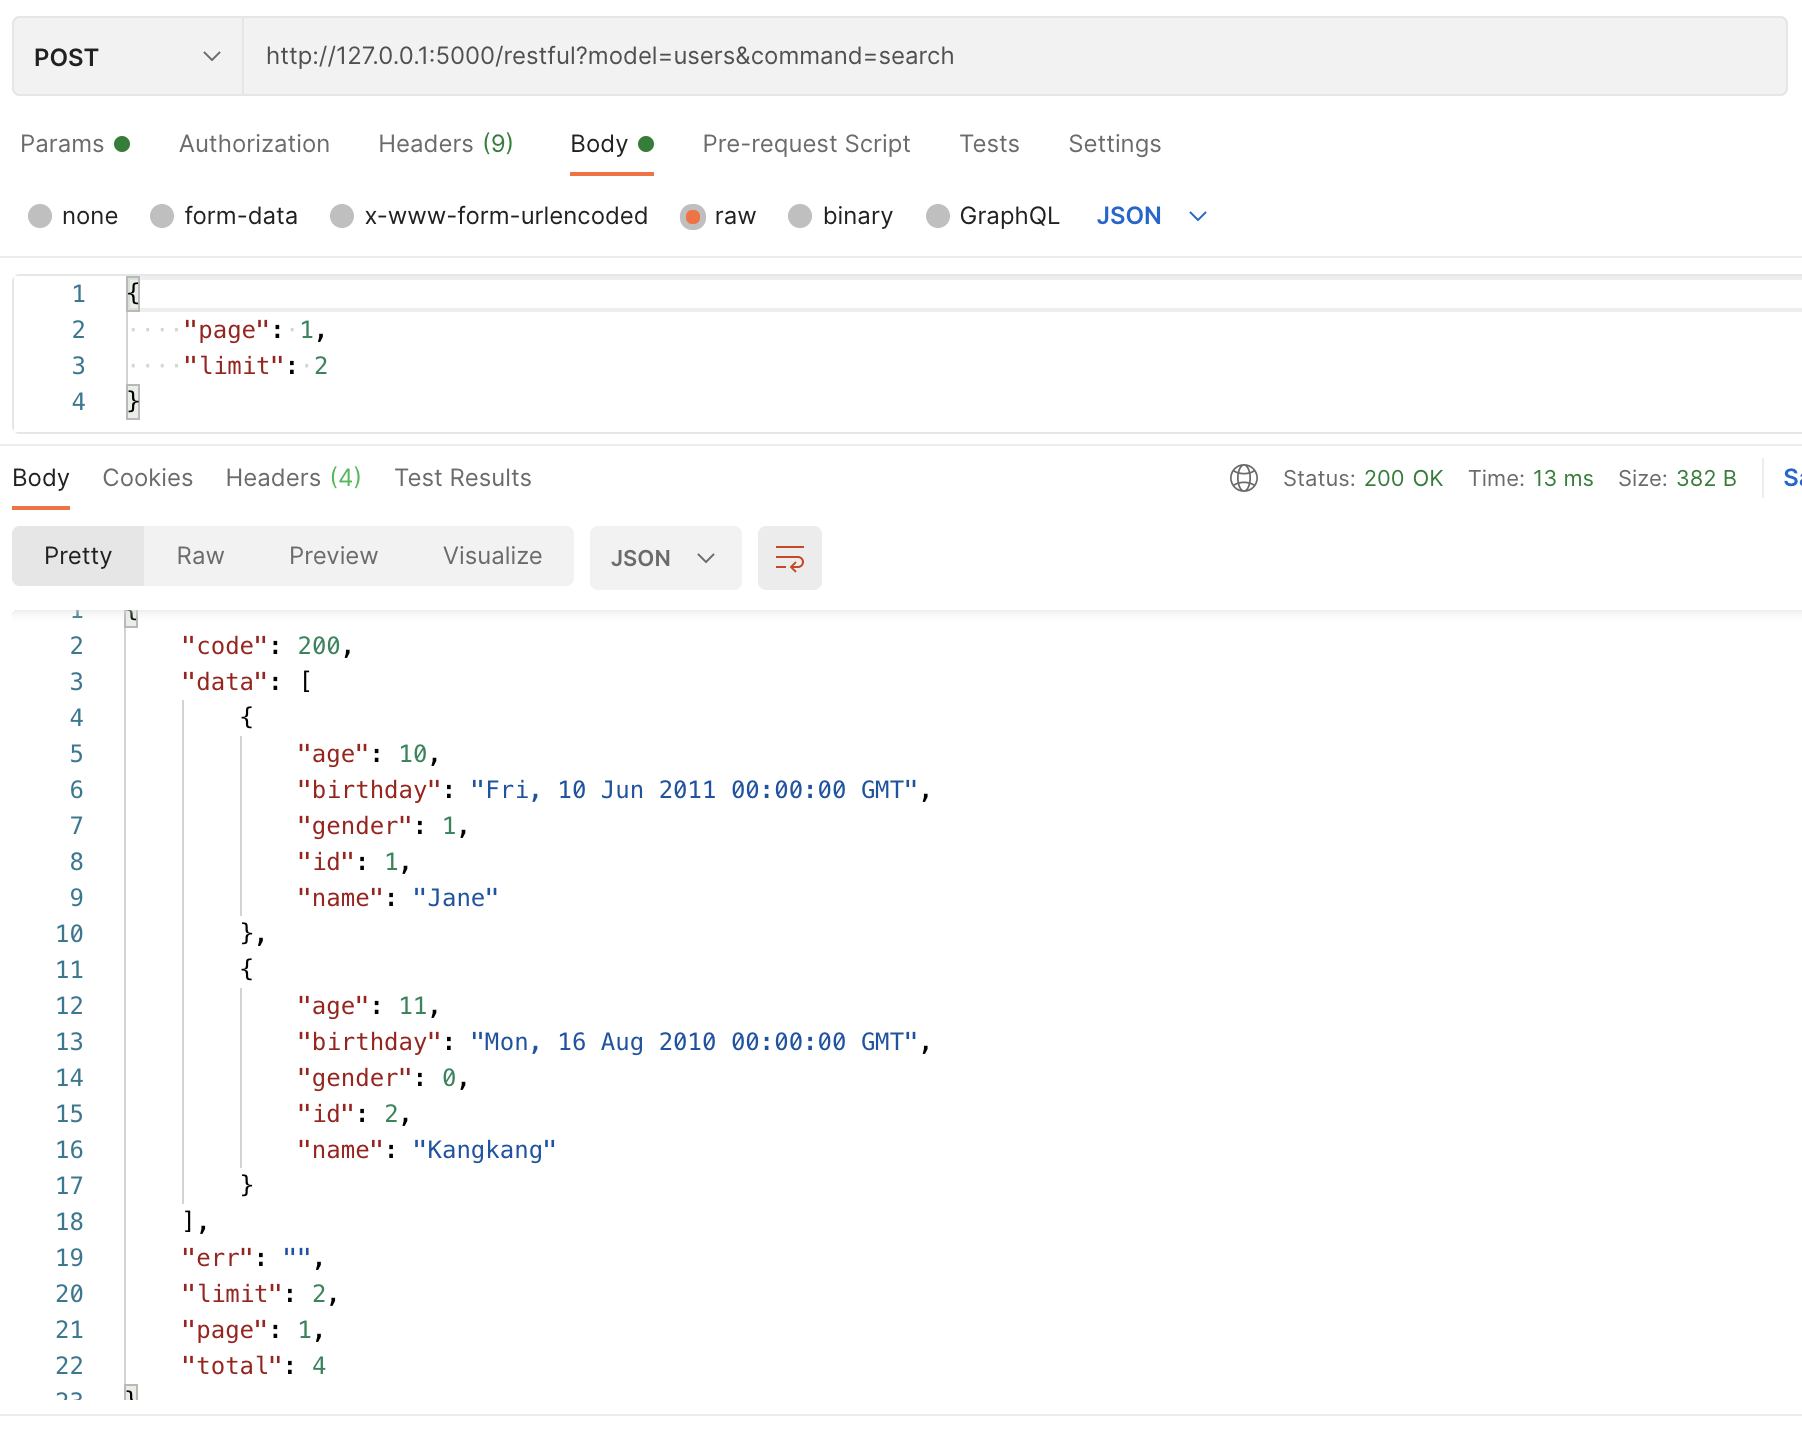 POST http://127.0.0.1:5000/restful?model=users&command=search
Params Authorization Headers (9) Body Pre-request Script Tests Settings
none form-data x-www-form-urlencoded raw binary GraphQL JSON
1 {
2 "page": 1,
3 "limit": 2
4 }
Body Cookies Headers (4) Test Results Status: 200 OK Time: 13 ms Size: 382 B
Pretty Raw Preview Visualize JSON
1 {
2 "code": 200,
3 "data": [
4 {
5 "age": 10,
6 "birthday": "Fri, 10 Jun 2011 00:00:00 GMT",
7 "gender": 1,
8 "id": 1,
9 "name": "Jane"
10 },
11 {
12 "age": 11,
13 "birthday": "Mon, 16 Aug 2010 00:00:00 GMT",
14 "gender": 0,
15 "id": 2,
16 "name": "Kangkang"
17 }
18 ],
19 "err": "",
20 "limit": 2,
21 "page": 1,
22 "total": 4
23 }